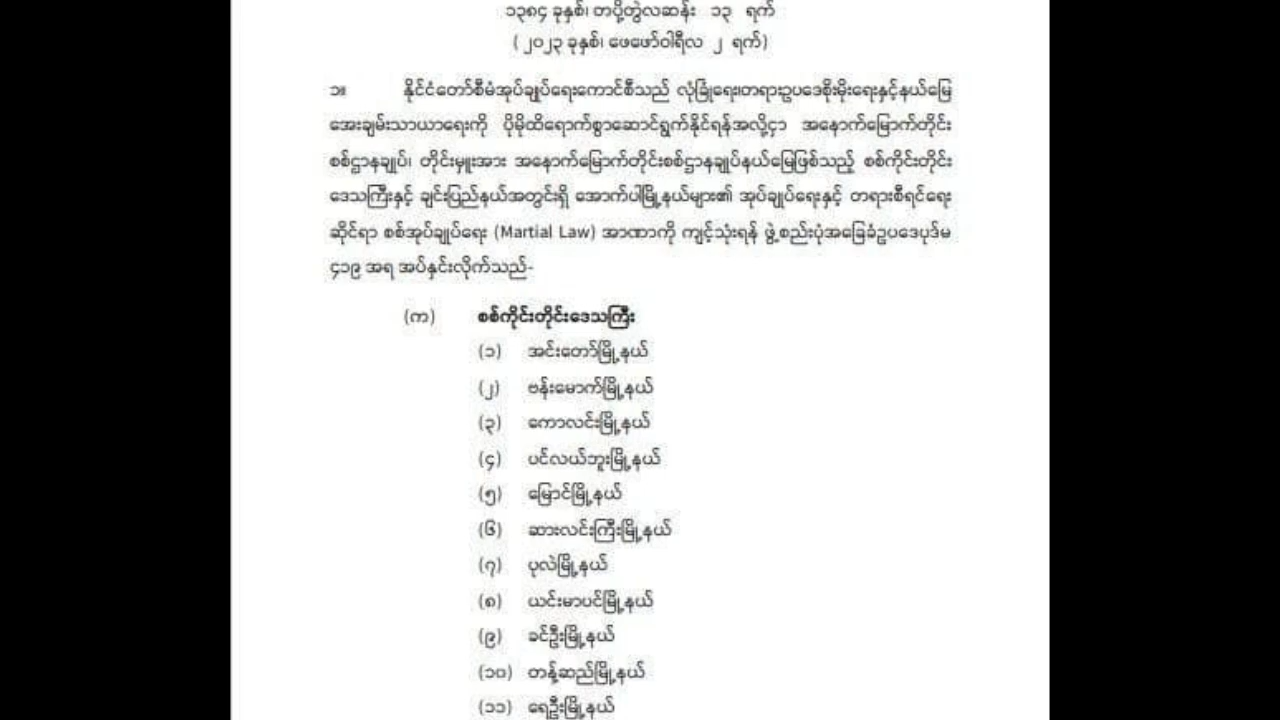 ၁၃၈၄ ခုနှစ်၊ တပို့တွဲလဆန်း ၁၃ ရက်
( ၂၀၂၃ ခုနှစ်၊ ဖေဖော်ဝါရီလ ၂ ရက်)
၁။ နိုင်ငံတော်စီမံအုပ်ချုပ်ရေးကောင်စီသည် လုံခြုံရေး၊တရားဥပဒေစိုးမိုးရေးနှင့်နယ်မြေ
အေးချမ်းသာယာရေးကို ပိုမိုထိရောက်စွာဆောင်ရွက်နိုင်ရန်အလို့ငှာ အနောက်မြောက်တိုင်း
စစ်ဌာနချုပ်၊ တိုင်းမှူးအား အနောက်မြောက်တိုင်းစစ်ဌာနချုပ်နယ်မြေဖြစ်သည့် စစ်ကိုင်းတိုင်း
ဒေသကြီးနှင့် ချင်းပြည်နယ်အတွင်းရှိ အောက်ပါမြို့နယ်များ၏ အုပ်ချုပ်ရေးနှင့် တရားစီရင်ရေး
ဆိုင်ရာ စစ်အုပ်ချုပ်ရေး (Martial Law) အာဏာကို ကျင့်သုံးရန် ဖွဲ့စည်းပုံအခြေခံဥပဒေပုဒ်မ
၄၁၉ အရ အပ်နှင်းလိုက်သည်-
(က) စစ်ကိုင်းတိုင်းဒေသကြီး
(၁) အင်းတော်မြို့နယ်
(၂) ဗန်းမောက်မြို့နယ်
(၃) ကောလင်းမြို့နယ်
(၄) ပင်လယ်ဘူးမြို့နယ်
(၅) မြောင်မြို့နယ်
(၆) ဆားလင်းကြီးမြို့နယ်
(၇) ပုလဲမြို့နယ်
(၈) ယင်းမာပင်မြို့နယ်
(၉) ခင်ဦးမြို့နယ်
(၁၀) တန့်ဆည်မြို့နယ်
(၁၁) ရေဦးမြို့နယ်